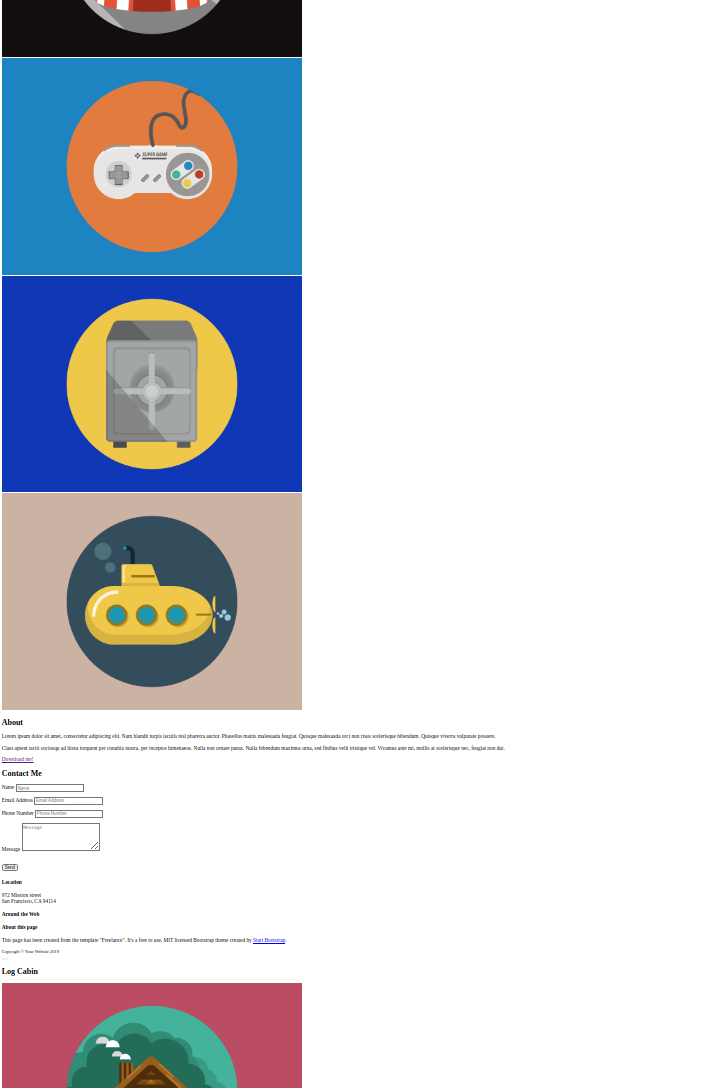 SUPER GAME
About
Lorem ipsum dolor sit amet, consectetur adipiscing elit. Nam blandit turpis iaculis nisl pharetra auctor. Phasellus mattis malesuada feugiat. Quisque malesuada orci non risus scelerisque bibendum. Quisque viverra vulputate posuere.
Class aptent taciti sociosqu ad litora torquent per conubia nostra, per inceptos himenaeos. Nulla non ornare purus. Nulla bibendum maximus urna, sed finibus velit tristique vel. Vivamus ante mi, mollis at scelerisque nec, feugiat non dui.
Download me!
Contact Me
Name Name
Email Address Email Address
Phone Number Phone Number
Message
Message
Send
Location
972 Mission street
San Francisco, CA 94114
Around the Web
About this page
This page has been created from the template "Freelance". It's a free to use, MIT licensed Bootstrap theme created by Start Bootstrap.
Copyright © Your Website 2019
Log Cabin